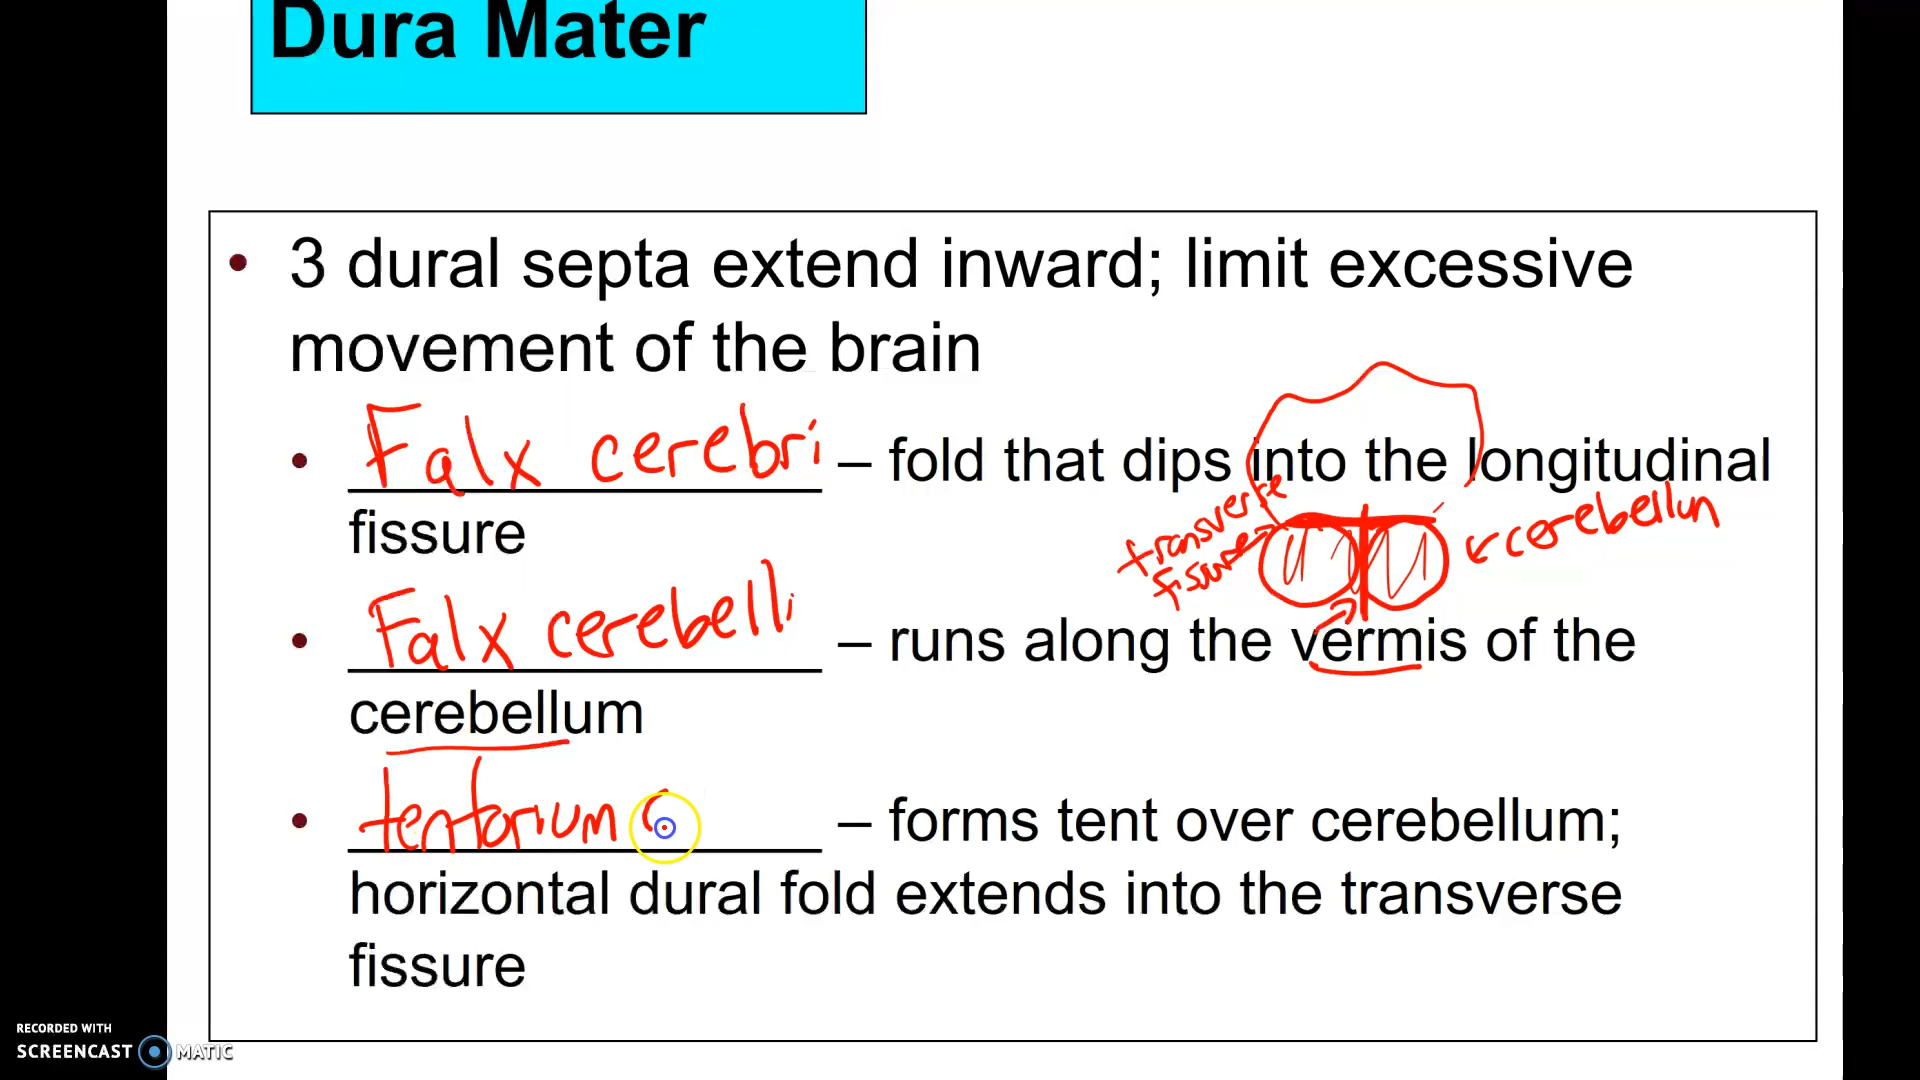 Dura Mater
• 3 dural septa extend inward; limit excessive
movement of the brain
• Falx cerebri – fold that dips into the longitudinal
fissure
transverse
fissure
cerebellum
• Falx cerebelli – runs along the vermis of the
cerebellum
• tentorium c – forms tent over cerebellum;
horizontal dural fold extends into the transverse
fissure
RECORDED WITH
SCREENCAST MATIC